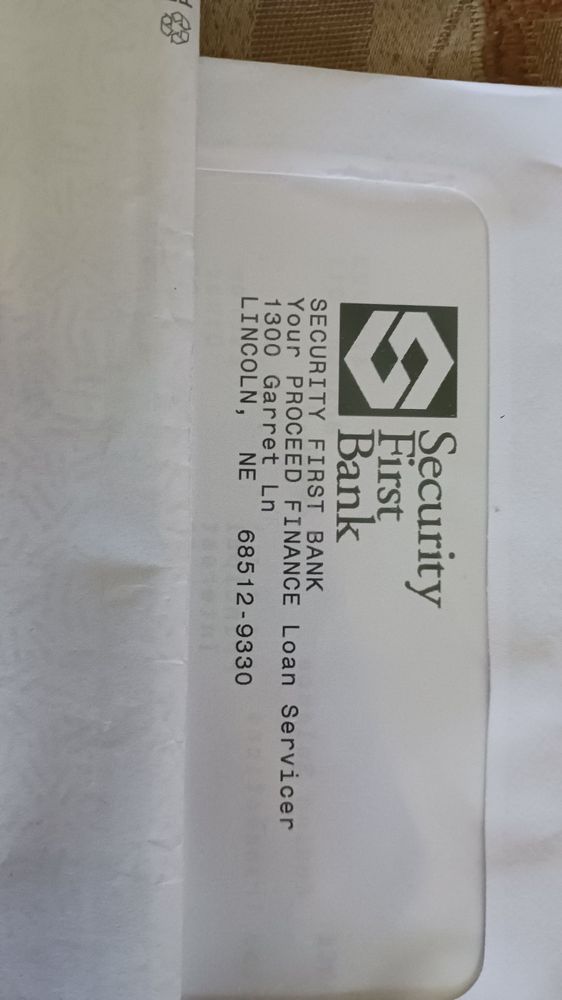 Security
First
Bank
SECURITY FIRST BANK
Your PROCEED FINANCE Loan Servicer
1300 Garret Ln
LINCOLN, NE 68512-9330